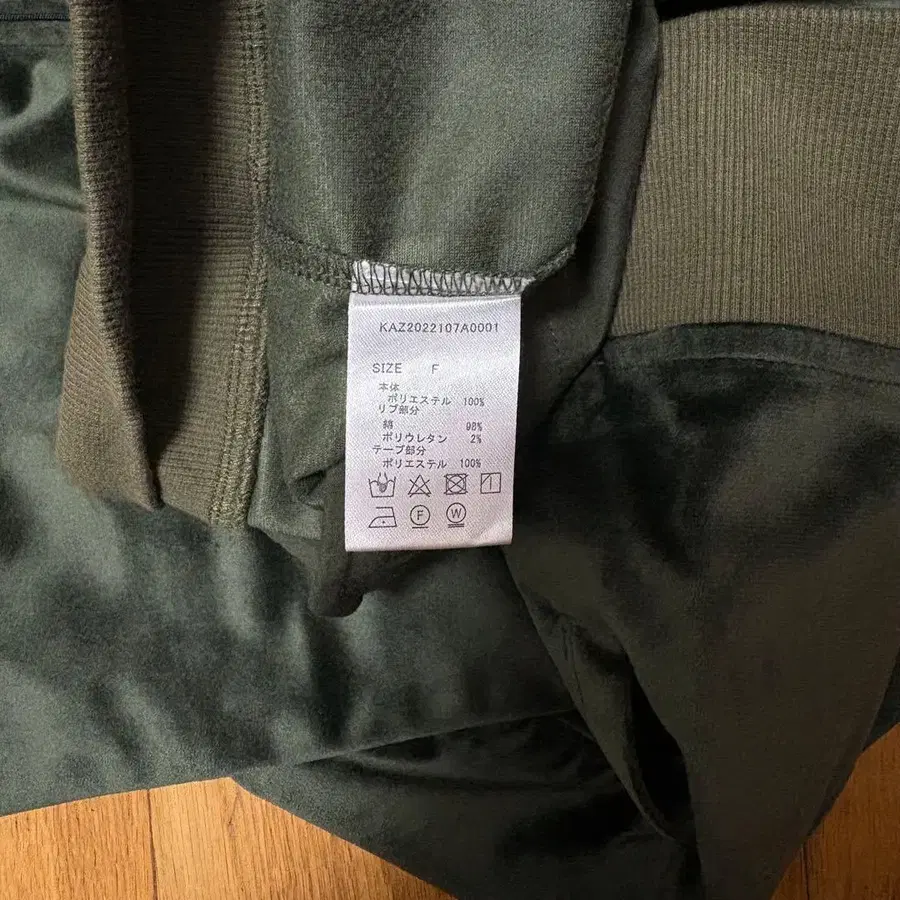 KAZ2022107A0001
SIZE F
本体
ポリエステル 100%
リブ部分
綿 98%
ポリウレタン 2%
テープ部分
ポリエステル 100%
F W